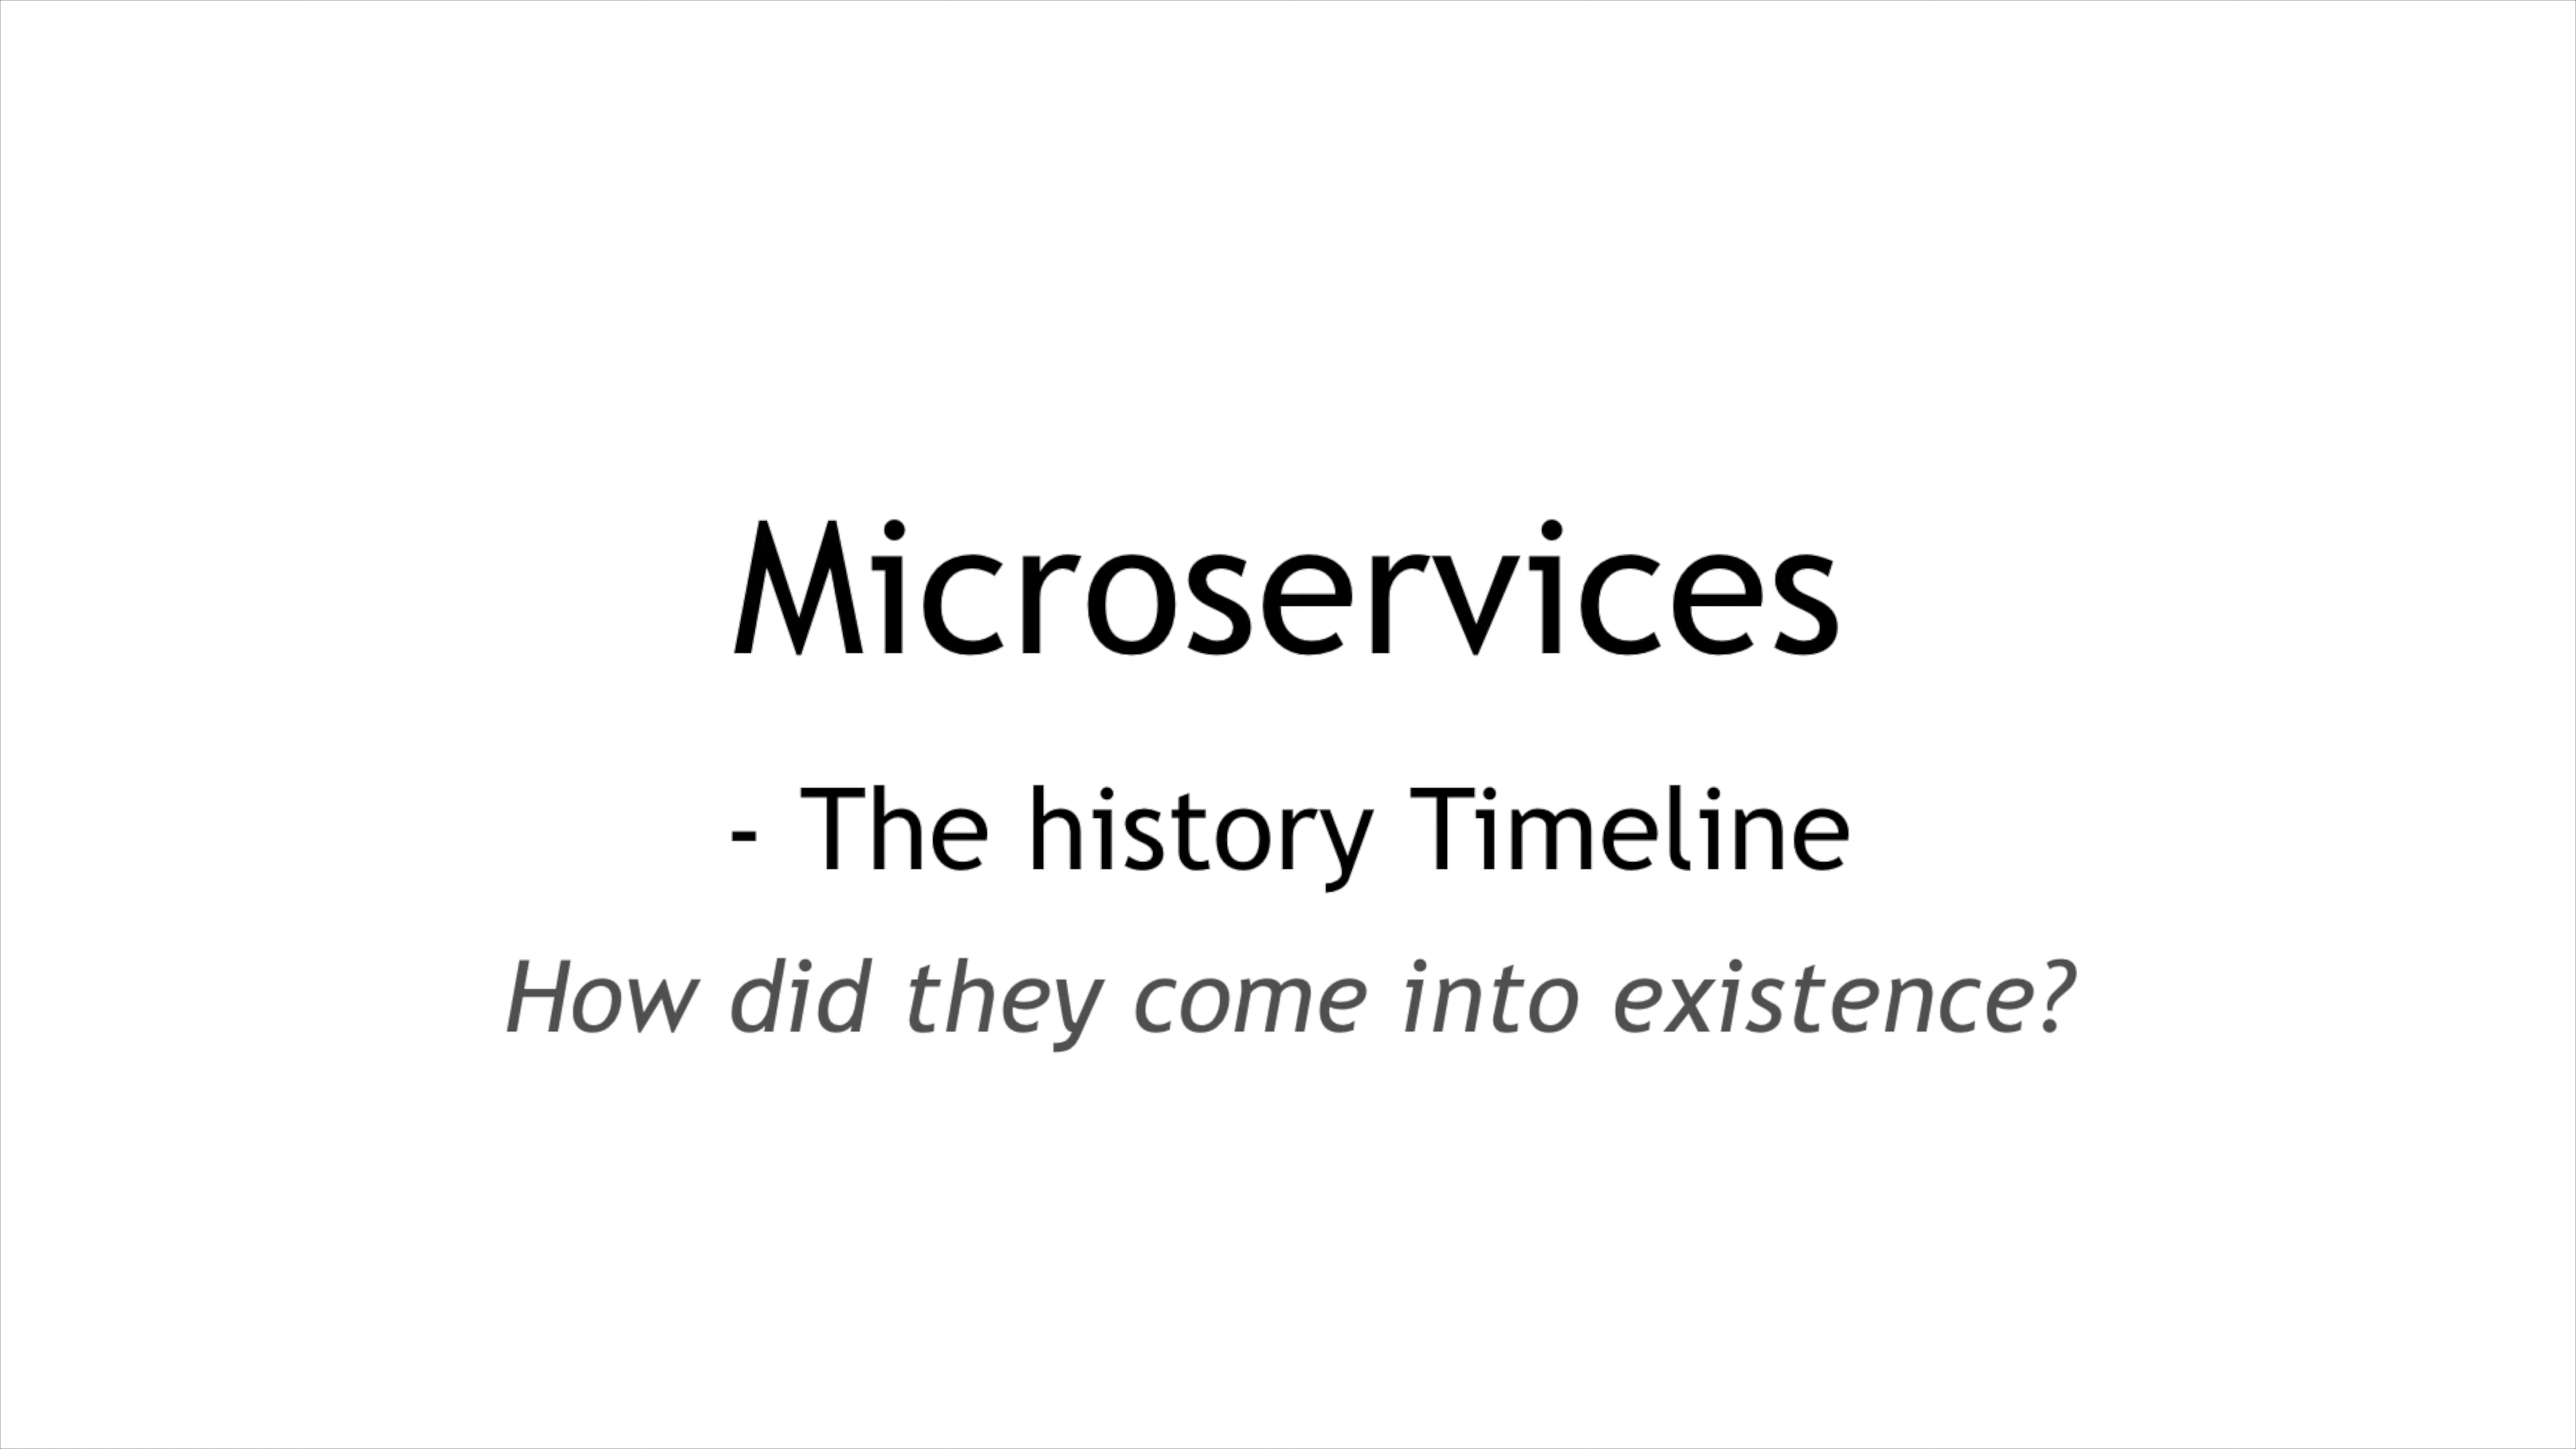 Microservices
- The history Timeline
How did they come into existence?